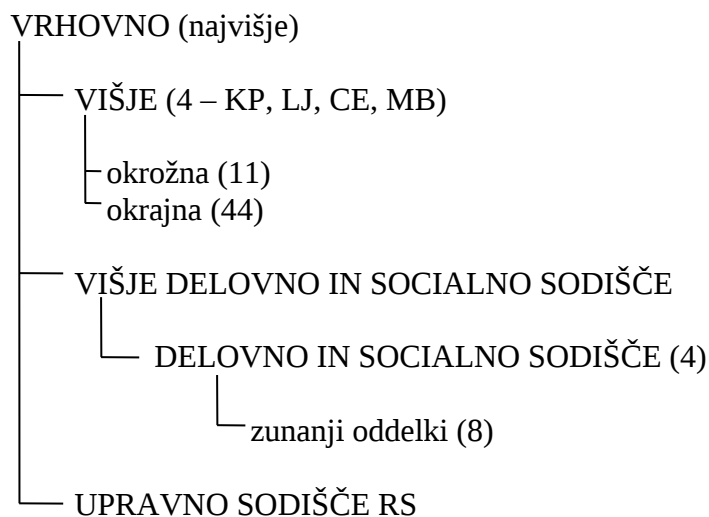 VRHOVNO (najvišje)
VIŠJE (4 – KP, LJ, CE, MB)
okrožna (11)
okrajna (44)
VIŠJE DELOVNO IN SOCIALNO SODIŠČE
DELOVNO IN SOCIALNO SODIŠČE (4)
zunanji oddelki (8)
UPRAVNO SODIŠČE RS